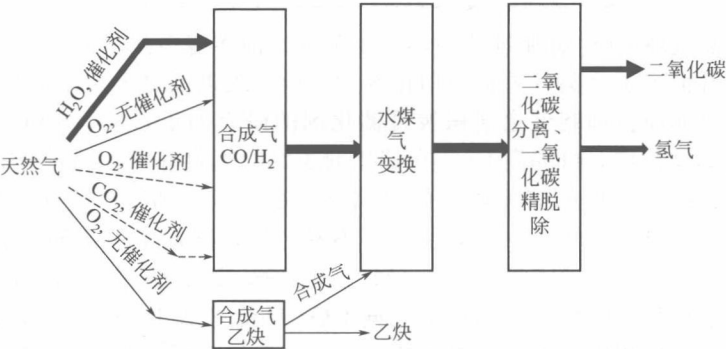 H₂O, 催化剂
O₂, 无催化剂
天然气
O₂, 催化剂
CO₂, 催化剂
O₂, 无催化剂
合成气
CO/H₂
水煤
气
变换
二氧
化碳
分离、
一氧
化碳
精脱
除
二氧化碳
氢气
合成气
乙炔
合成气
乙炔